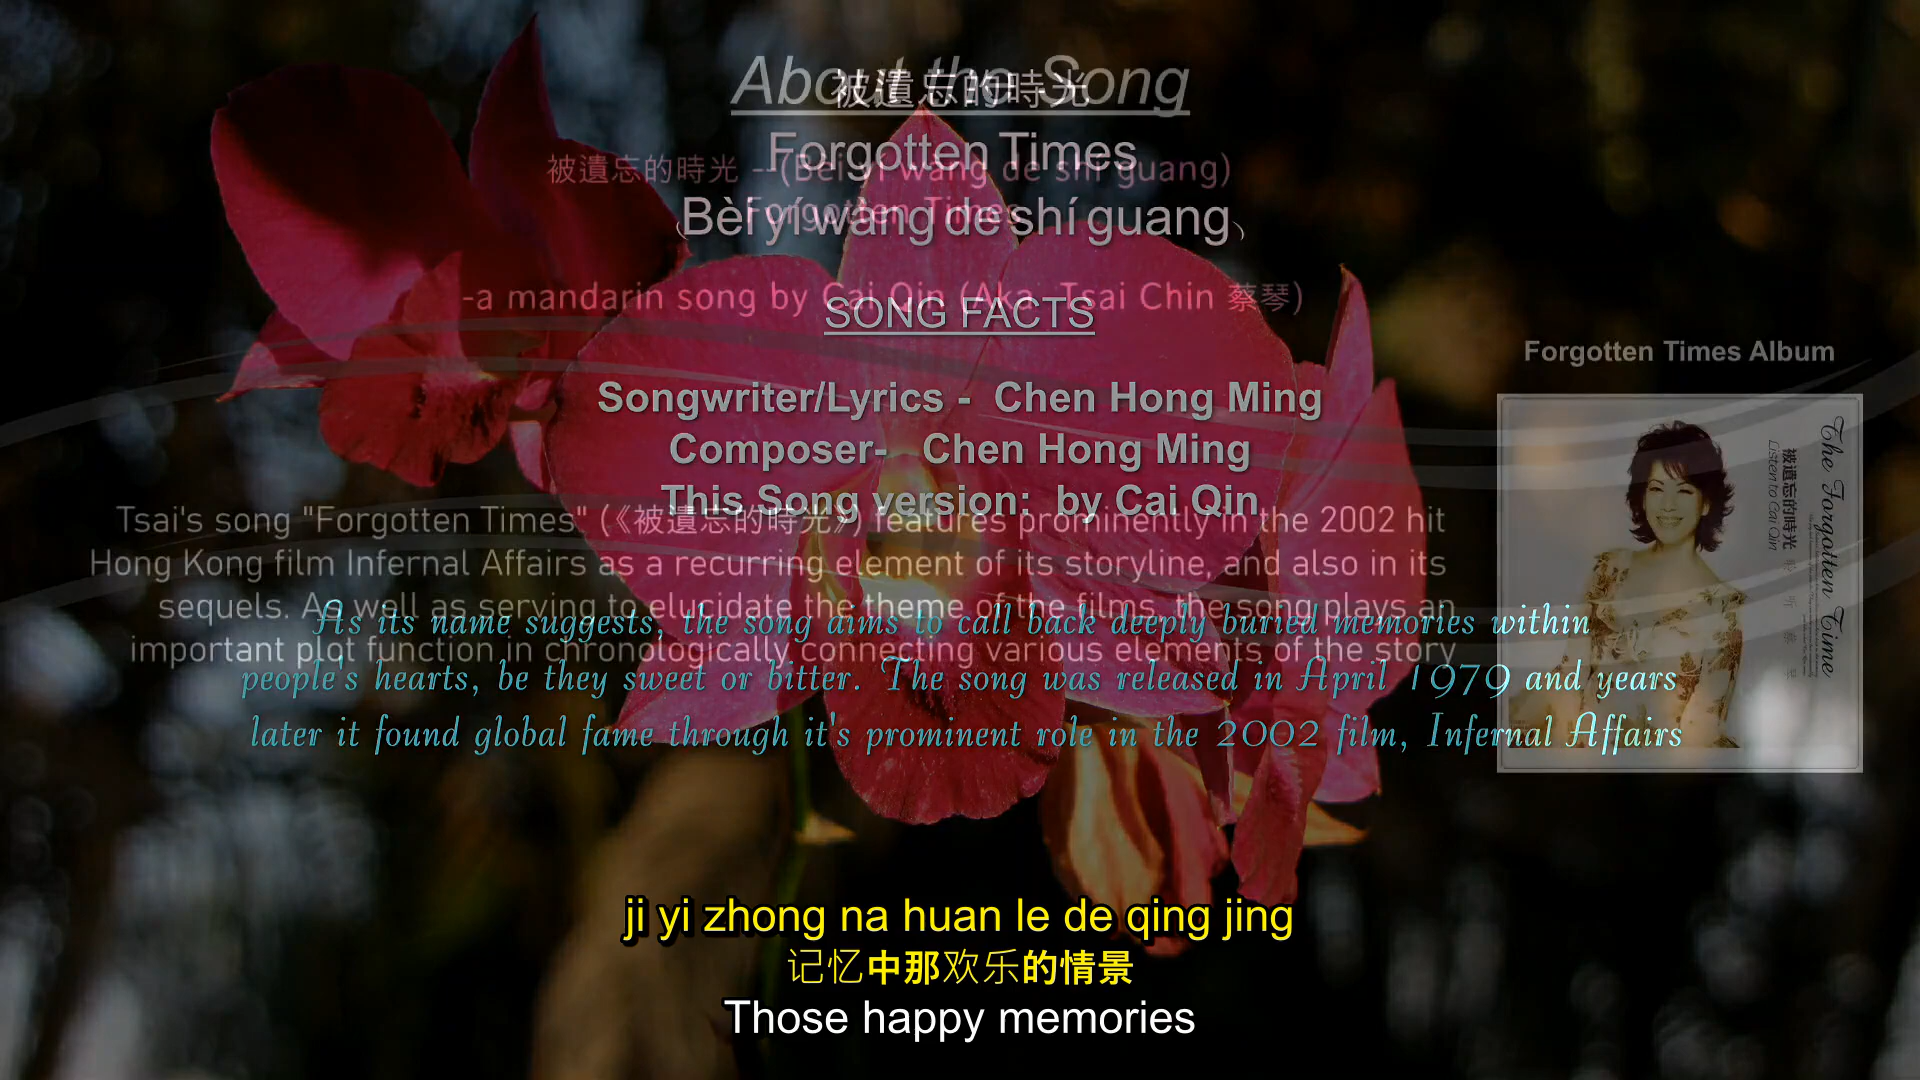 About the Song
被遺忘的時光
Forgotten Times
被遺忘的時光 --(Bèi yí wàng de shí guang)
Forgotten Times
Bèi yí wàng de shí guang
-a mandarin song by Cai Qin (Aka. Tsai Chin 蔡琴)
SONG FACTS
Forgotten Times Album
Songwriter/Lyrics - Chen Hong Ming
Composer- Chen Hong Ming
This Song version: by Cai Qin
The Forgotten Time
被遺忘的時光
Listen to Cai Qin
Tsai's song "Forgotten Times" (《被遺忘的時光》) features prominently in the 2002 hit
Hong Kong film Infernal Affairs as a recurring element of its storyline, and also in its
sequels. As well as serving to elucidate the theme of the films, the song plays an
important plot function in chronologically connecting various elements of the story
As its name suggests, the song aims to call back deeply buried memories within
people's hearts, be they sweet or bitter. The song was released in April 1979 and years
later it found global fame through it's prominent role in the 2002 film, Infernal Affairs
ji yi zhong na huan le de qing jing
记忆中那欢乐的情景
Those happy memories